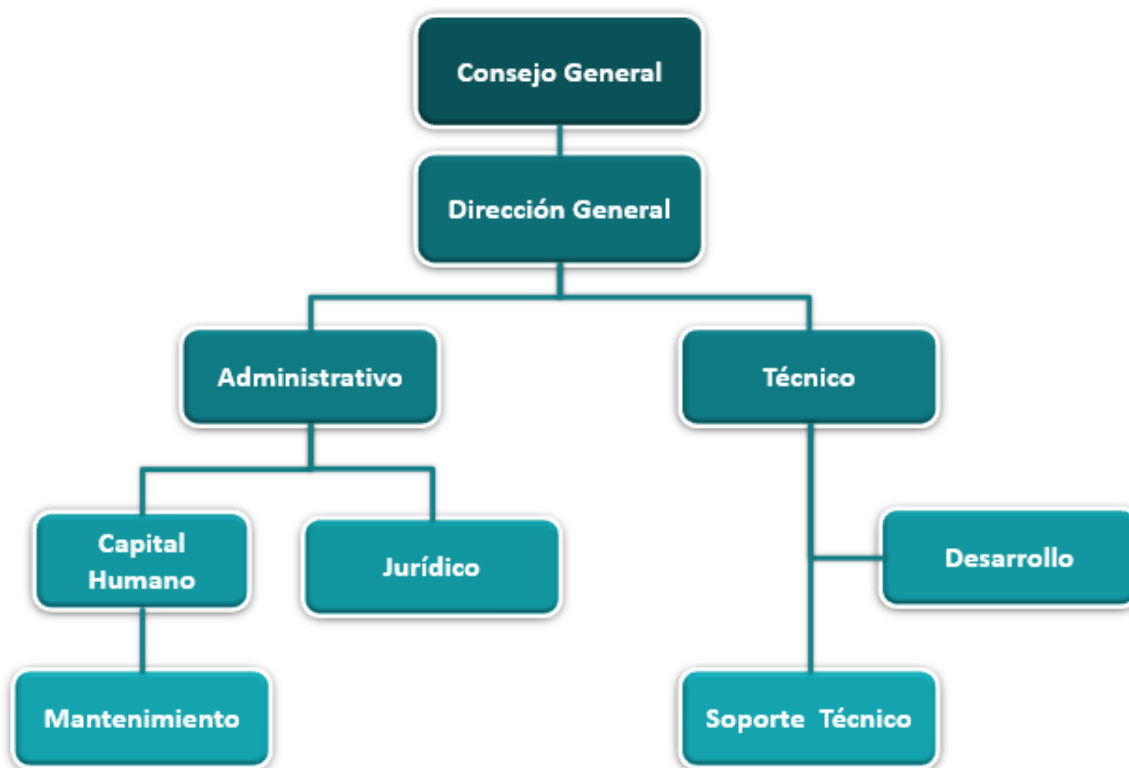 Consejo General
Dirección General
Administrativo
Técnico
Capital
Humano
Jurídico
Desarrollo
Mantenimiento
Soporte Técnico